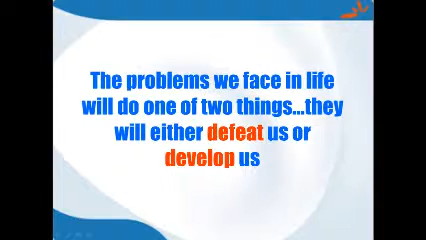 The problems we face in life
will do one of two things...they
will either defeat us or
develop us